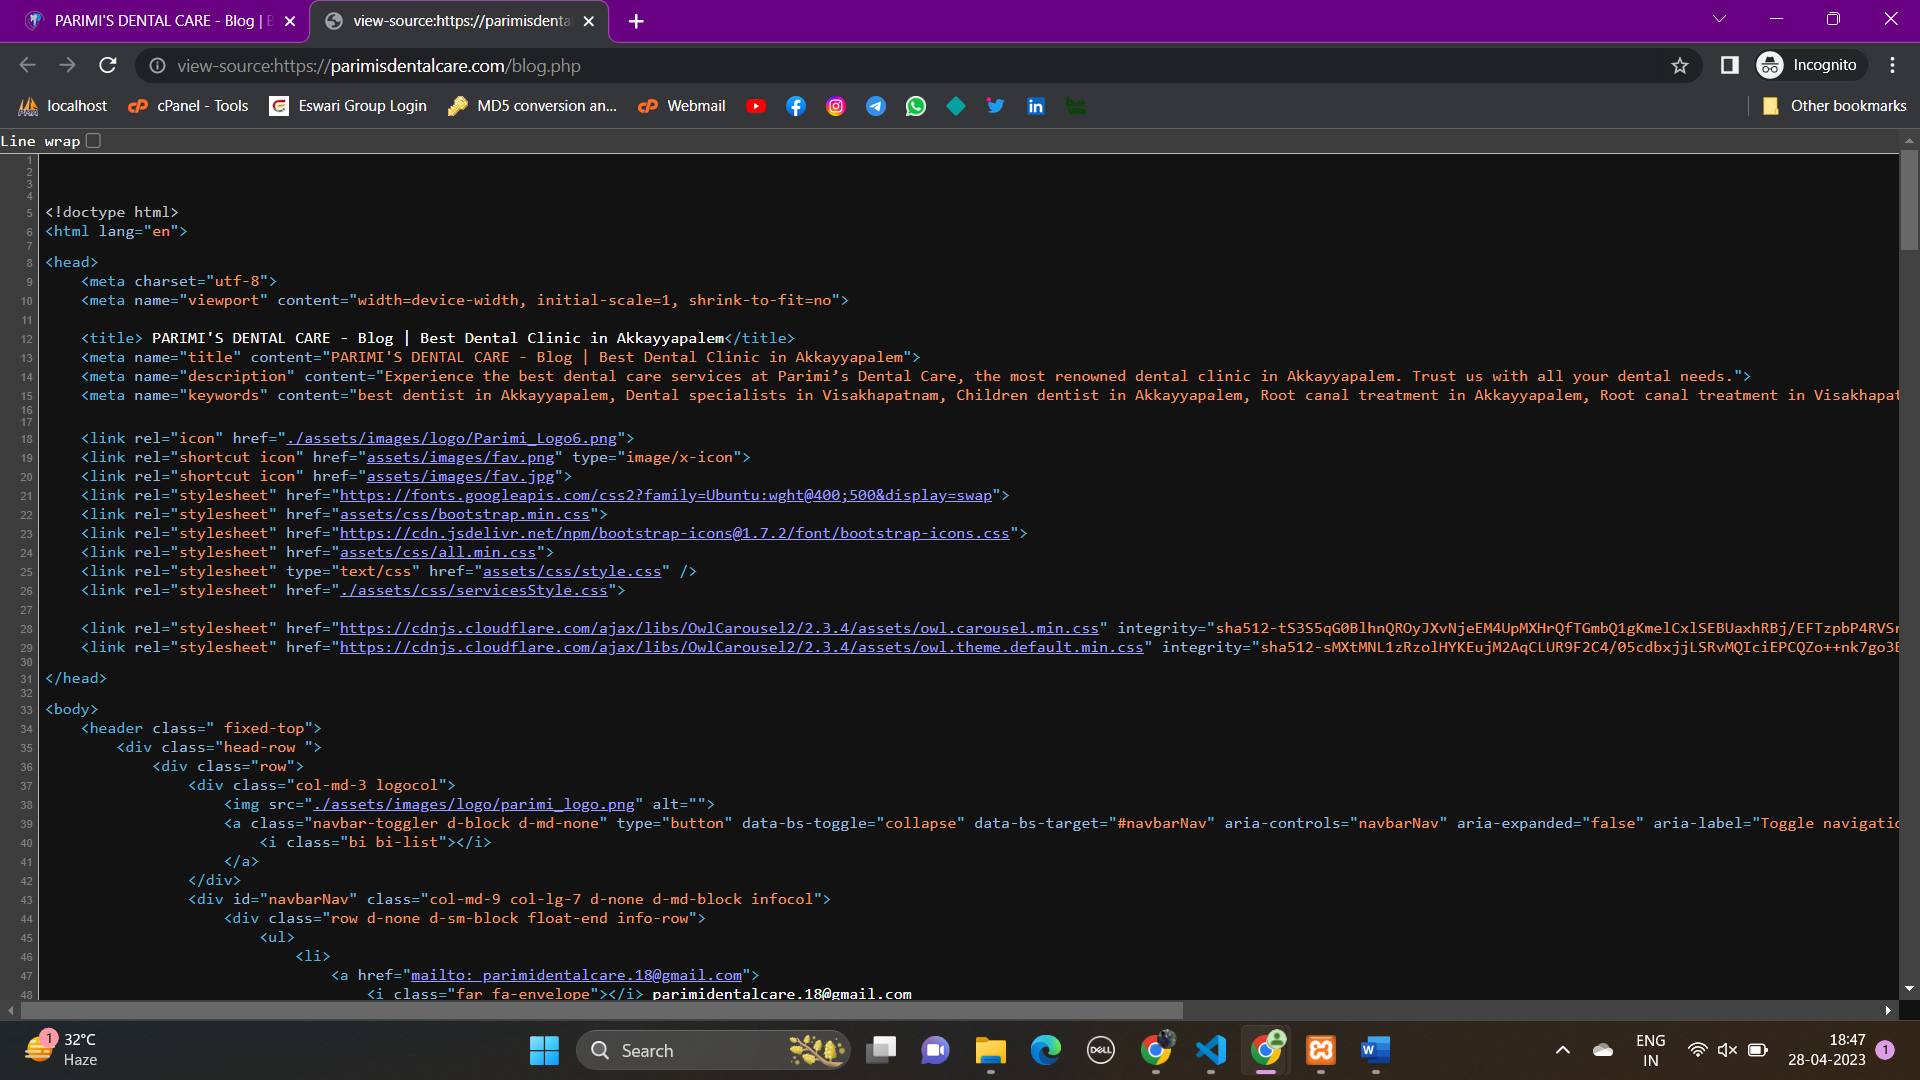 PARIMI'S DENTAL CARE - Blog | B
view-source:https://parimisdenta
view-source:https://parimisdentalcare.com/blog.php
Incognito
localhost
cPanel - Tools
Eswari Group Login
MD5 conversion an...
Webmail
Other bookmarks
Line wrap
1
2
3
4
5 <!doctype html>
6 <html lang="en">
7
8 <head>
9 <meta charset="utf-8">
10 <meta name="viewport" content="width=device-width, initial-scale=1, shrink-to-fit=no">
11
12 <title> PARIMI'S DENTAL CARE - Blog | Best Dental Clinic in Akkayyapalem</title>
13 <meta name="title" content="PARIMI'S DENTAL CARE - Blog | Best Dental Clinic in Akkayyapalem">
14 <meta name="description" content="Experience the best dental care services at Parimi’s Dental Care, the most renowned dental clinic in Akkayyapalem. Trust us with all your dental needs.">
15 <meta name="keywords" content="best dentist in Akkayyapalem, Dental specialists in Visakhapatnam, Children dentist in Akkayyapalem, Root canal treatment in Akkayyapalem, Root canal treatment in Visakhapat
16
17
18 <link rel="icon" href="./assets/images/logo/Parimi_Logo6.png">
19 <link rel="shortcut icon" href="assets/images/fav.png" type="image/x-icon">
20 <link rel="shortcut icon" href="assets/images/fav.jpg">
21 <link rel="stylesheet" href="https://fonts.googleapis.com/css2?family=Ubuntu:wght@400;500&display=swap">
22 <link rel="stylesheet" href="assets/css/bootstrap.min.css">
23 <link rel="stylesheet" href="https://cdn.jsdelivr.net/npm/bootstrap-icons@1.7.2/font/bootstrap-icons.css">
24 <link rel="stylesheet" href="assets/css/all.min.css">
25 <link rel="stylesheet" type="text/css" href="assets/css/style.css" />
26 <link rel="stylesheet" href="./assets/css/servicesStyle.css">
27
28 <link rel="stylesheet" href="https://cdnjs.cloudflare.com/ajax/libs/OwlCarousel2/2.3.4/assets/owl.carousel.min.css" integrity="sha512-tS3S5qG0BlhnQROyJXvNjeEM4UpMXHrQfTGmbQ1gKmelCxlSEBUaxhRBj/EFTzpbP4RVSr
29 <link rel="stylesheet" href="https://cdnjs.cloudflare.com/ajax/libs/OwlCarousel2/2.3.4/assets/owl.theme.default.min.css" integrity="sha512-sMXtMNL1zRzolHYKEujM2AqCLUR9F2C4/05cdbxjjLSRvMQIciEPCQZo++nk7go3B
30
31 </head>
32
33 <body>
34 <header class=" fixed-top">
35 <div class="head-row ">
36 <div class="row">
37 <div class="col-md-3 logocol">
38 <img src="./assets/images/logo/parimi_logo.png" alt="">
39 <a class="navbar-toggler d-block d-md-none" type="button" data-bs-toggle="collapse" data-bs-target="#navbarNav" aria-controls="navbarNav" aria-expanded="false" aria-label="Toggle navigatio
40 <i class="bi bi-list"></i>
41 </a>
42 </div>
43 <div id="navbarNav" class="col-md-9 col-lg-7 d-none d-md-block infocol">
44 <div class="row d-none d-sm-block float-end info-row">
45 <ul>
46 <li>
47 <a href="mailto: parimidentalcare.18@gmail.com">
48 <i class="far fa-envelope"></i> parimidentalcare.18@gmail.com
1
32°C
Haze
Search
DELL
ENG
IN
18:47
28-04-2023
1